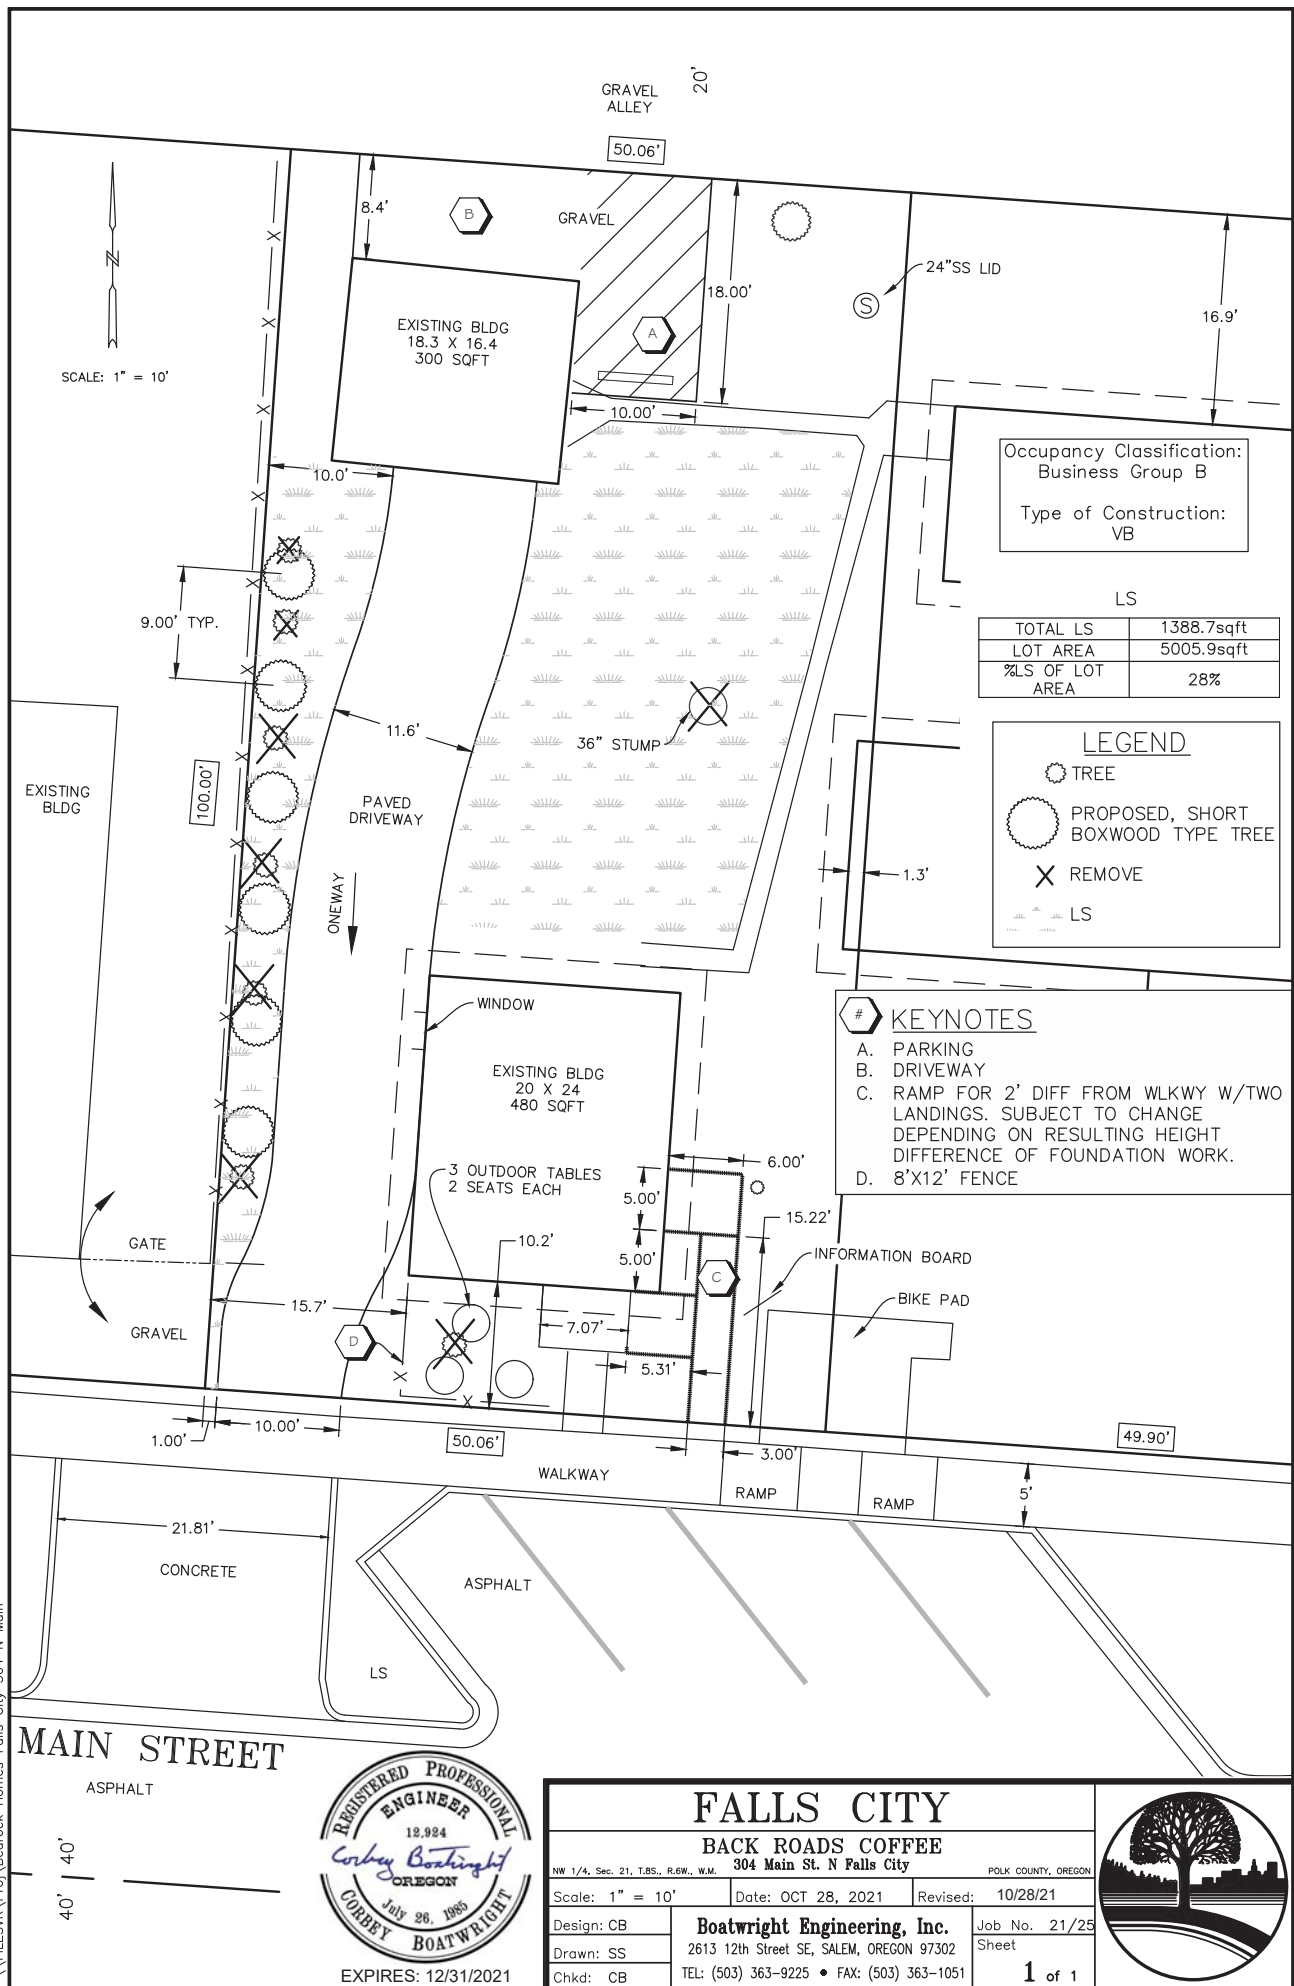 GRAVEL
ALLEY
20'
50.06'
8.4'
B
GRAVEL
N
SCALE: 1" = 10'
EXISTING BLDG
18.3 X 16.4
300 SQFT
A
18.00'
24"SS LID
S
16.9'
10.00'
10.0'
Occupancy Classification:
Business Group B
Type of Construction:
VB
LS
TOTAL LS 1388.7sqft
LOT AREA 5005.9sqft
%LS OF LOT
AREA
28%
9.00' TYP.
11.6'
36" STUMP
LEGEND
TREE
PROPOSED, SHORT
BOXWOOD TYPE TREE
REMOVE
LS
EXISTING
BLDG
100.00'
PAVED
DRIVEWAY
ONEWAY
1.3'
WINDOW
EXISTING BLDG
20 X 24
480 SQFT
# KEYNOTES
A. PARKING
B. DRIVEWAY
C. RAMP FOR 2' DIFF FROM WLKWY W/TWO
LANDINGS. SUBJECT TO CHANGE
DEPENDING ON RESULTING HEIGHT
DIFFERENCE OF FOUNDATION WORK.
D. 8'X12' FENCE
3 OUTDOOR TABLES
2 SEATS EACH
6.00'
5.00'
5.00'
15.22'
10.2'
C
INFORMATION BOARD
BIKE PAD
GATE
GRAVEL
15.7'
D
7.07'
5.31'
1.00'
10.00'
50.06'
3.00'
49.90'
WALKWAY
RAMP
RAMP
5'
21.81'
CONCRETE
ASPHALT
LS
MAIN STREET
ASPHALT
40'
40'
REGISTERED PROFESSIONAL
ENGINEER
12,924
Corbey Boatwright
OREGON
July 26, 1985
CORBEY BOATWRIGHT
EXPIRES: 12/31/2021
FALLS CITY
BACK ROADS COFFEE
304 Main St. N Falls City
NW 1/4, Sec. 21, T.8S., R.6W., W.M.
POLK COUNTY, OREGON
Scale: 1" = 10'
Date: OCT 28, 2021
Revised: 10/28/21
Design: CB
Drawn: SS
Chkd: CB
Boatwright Engineering, Inc.
2613 12th Street SE, SALEM, OREGON 97302
TEL: (503) 363-9225 • FAX: (503) 363-1051
Job No. 21/25
Sheet
1 of 1